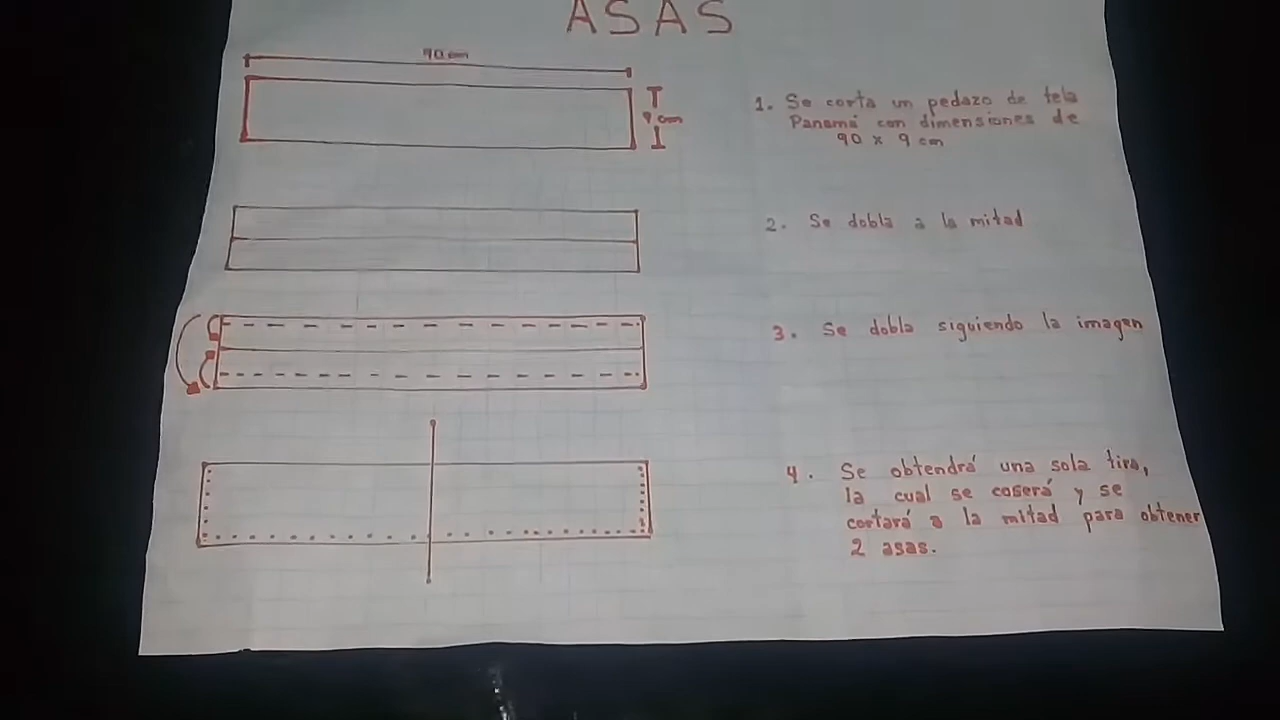 ASAS
90 cm
9 cm
1. Se corta un pedazo de tela
Panamá con dimensiones de
90 x 9 cm
2. Se dobla a la mitad
3. Se dobla siguiendo la imagen
4. Se obtendrá una sola tira,
la cual se coserá y se
cortará a la mitad para obtener
2 asas.